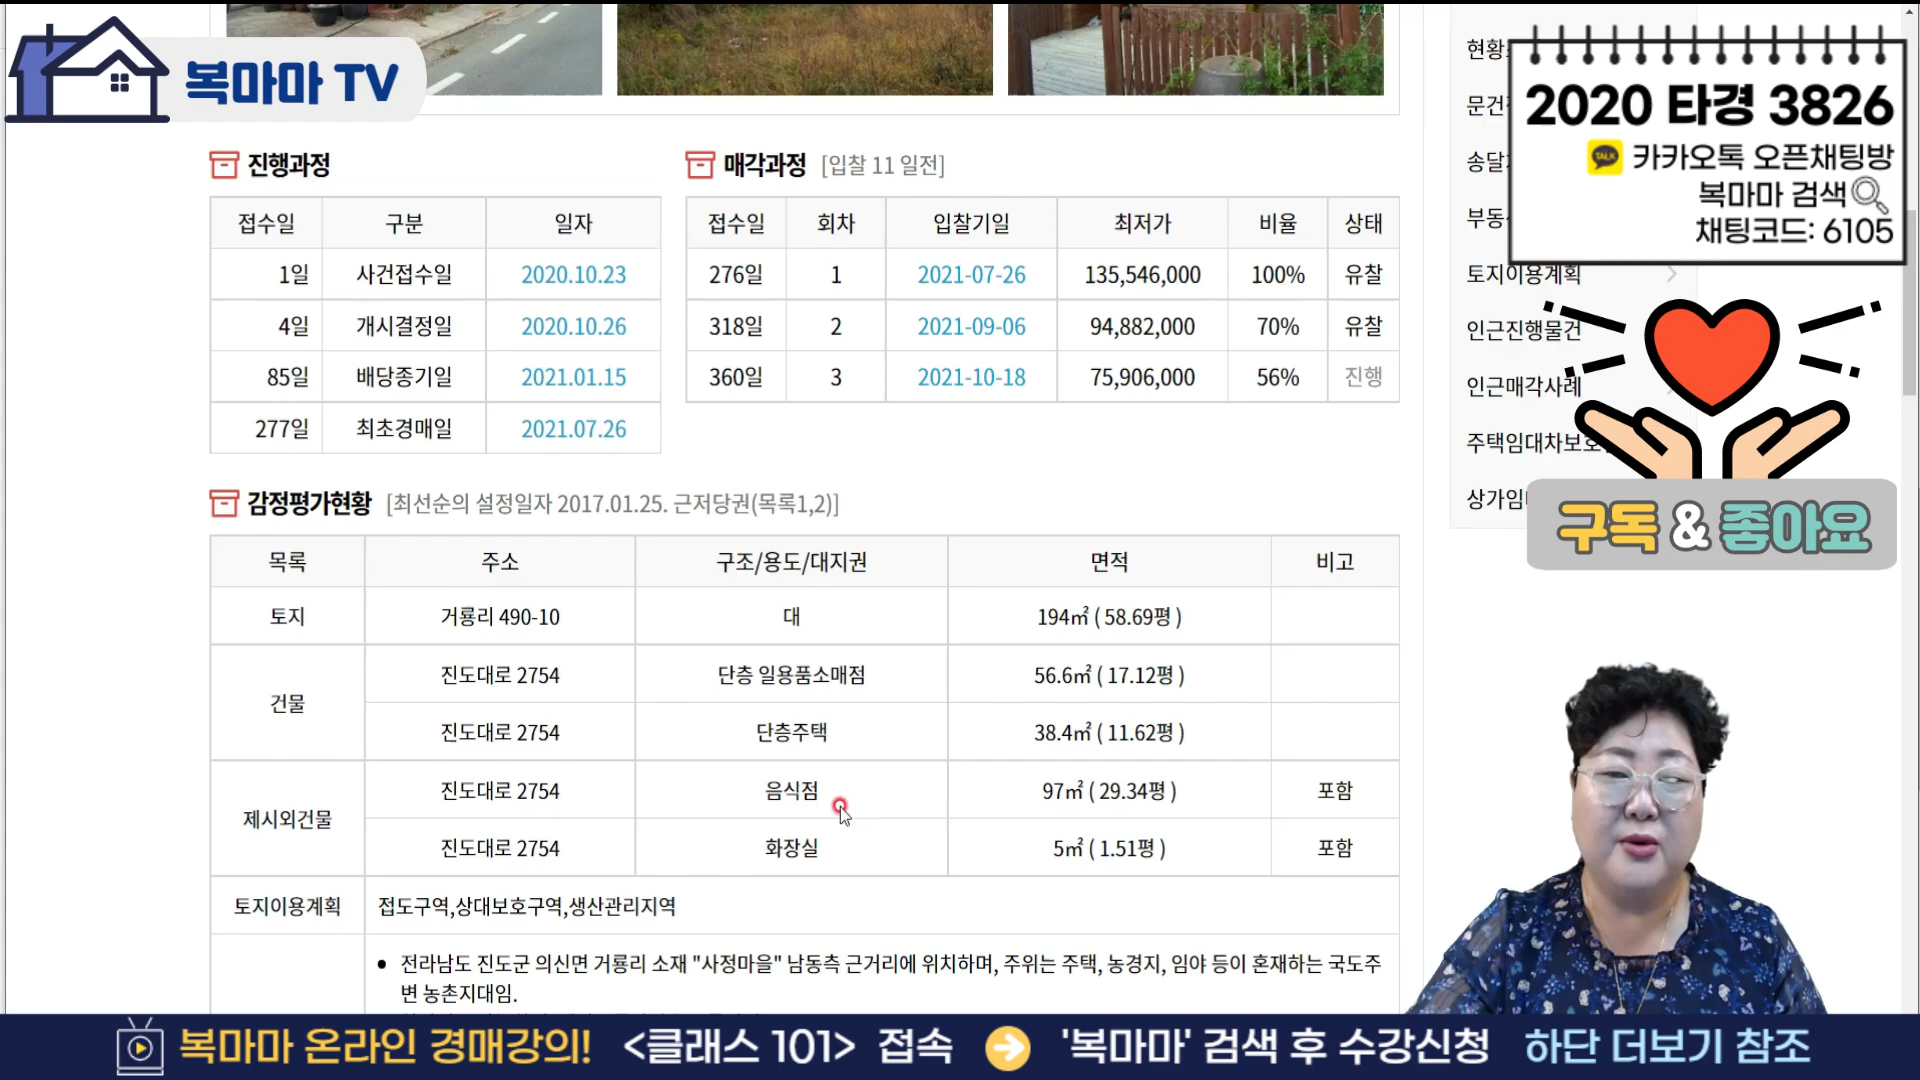 복마마 TV
2020 타경 3826
TALK 카카오톡 오픈채팅방
복마마 검색
채팅코드: 6105
구독 & 좋아요
진행과정
접수일 구분 일자
1일 사건접수일 2020.10.23
4일 개시결정일 2020.10.26
85일 배당종기일 2021.01.15
277일 최초경매일 2021.07.26
매각과정 [입찰 11 일전]
접수일 회차 입찰기일 최저가 비율 상태
276일 1 2021-07-26 135,546,000 100% 유찰
318일 2 2021-09-06 94,882,000 70% 유찰
360일 3 2021-10-18 75,906,000 56% 진행
감정평가현황 [최선순의 설정일자 2017.01.25. 근저당권(목록1,2)]
목록 주소 구조/용도/대지권 면적 비고
토지 거룡리 490-10 대 194㎡ ( 58.69평 )
건물 진도대로 2754 단층 일용품소매점 56.6㎡ ( 17.12평 )
진도대로 2754 단층주택 38.4㎡ ( 11.62평 )
제시외건물 진도대로 2754 음식점 97㎡ ( 29.34평 ) 포함
진도대로 2754 화장실 5㎡ ( 1.51평 ) 포함
토지이용계획 접도구역,상대보호구역,생산관리지역
• 전라남도 진도군 의신면 거룡리 소재 "사정마을" 남동측 근거리에 위치하며, 주위는 주택, 농경지, 임야 등이 혼재하는 국도주
변 농촌지대임.
현황
문건
송달
부동
토지이용계획
인근진행물건
인근매각사례
주택임대차보호
상가임
복마마 온라인 경매강의! <클래스 101> 접속 '복마마' 검색 후 수강신청 하단 더보기 참조